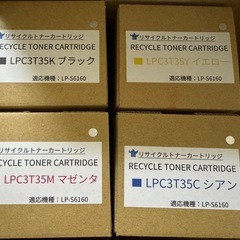 リサイクルトナーカートリッジ
RECYCLE TONER CARTRIDGE
■ LPC3T35K ブラック
適応機種：LP-S6160
リサイクルトナーカートリッジ
RECYCLE TONER CARTRIDGE
■ LPC3T35Y イエロー
適応機種：LP-S6160
リサイクルトナーカートリッジ
RECYCLE TONER CARTRIDGE
■ LPC3T35M マゼンタ
適応機種：LP-S6160
リサイクルトナーカートリッジ
RECYCLE TONER CARTRIDGE
■ LPC3T35C シアン
適応機種：LP-S6160